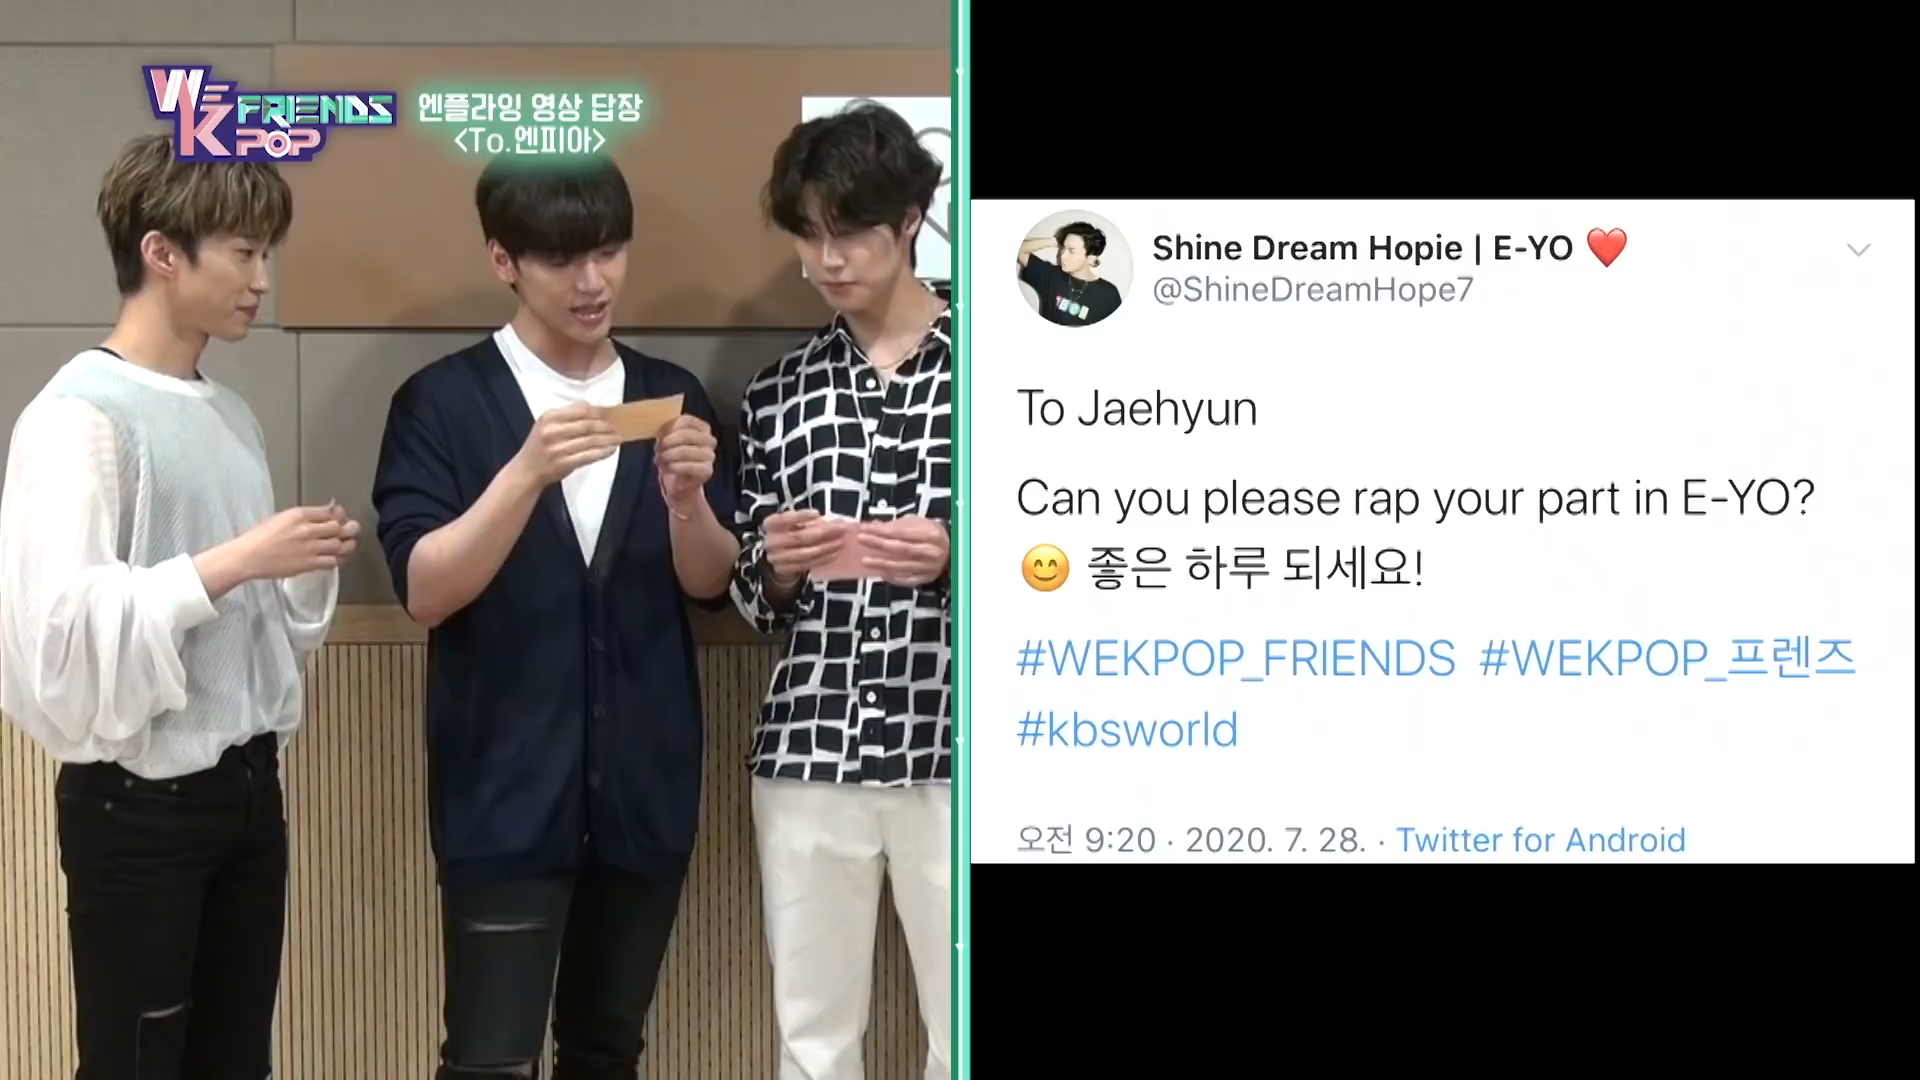 WE K FRIENDS POP
엔플라잉 영상 답장
<To.엔피아>
Shine Dream Hopie | E-YO ❤️
@ShineDreamHope7
To Jaehyun
Can you please rap your part in E-YO?
😊 좋은 하루 되세요!
#WEKPOP_FRIENDS #WEKPOP_프렌즈
#kbsworld
오전 9:20 · 2020. 7. 28. · Twitter for Android